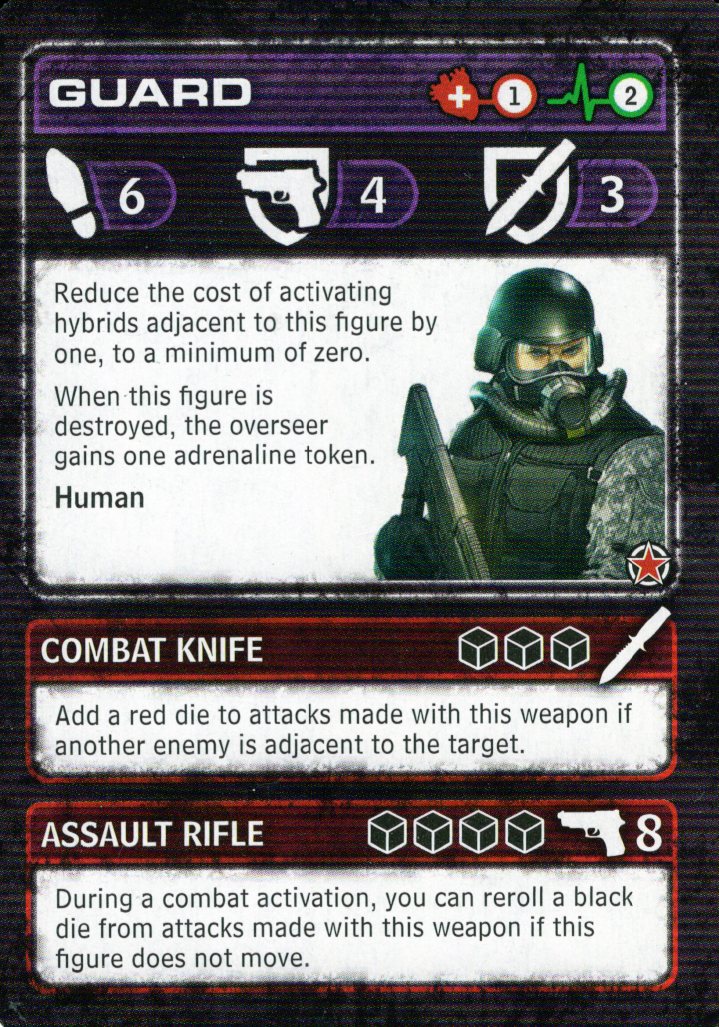 GUARD 1 2
6 4 3
Reduce the cost of activating
hybrids adjacent to this figure by
one, to a minimum of zero.
When this figure is
destroyed, the overseer
gains one adrenaline token.
Human
COMBAT KNIFE
Add a red die to attacks made with this weapon if
another enemy is adjacent to the target.
ASSAULT RIFLE 8
During a combat activation, you can reroll a black
die from attacks made with this weapon if this
figure does not move.